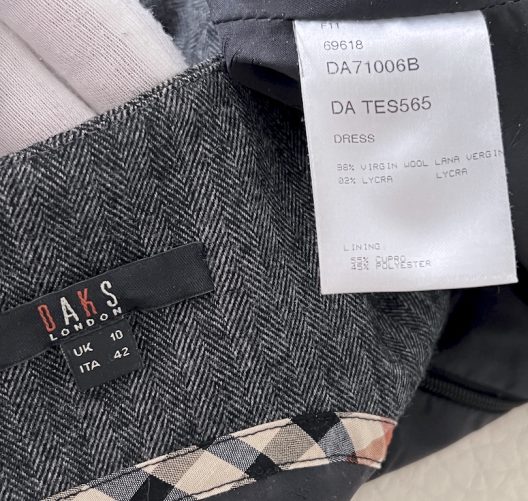 FIT
69618
DA71006B
DA TES565
DRESS
98% VIRGIN WOOL LANA VERGIN
02% LYCRA LYCRA
LINING:
55% CUPRO
45% POLYESTER
DAKS
LONDON
UK 10
ITA 42